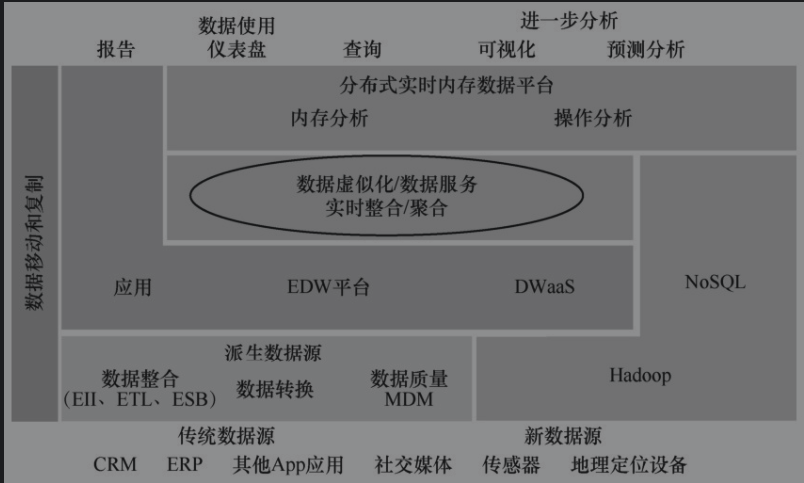 进一步分析
数据使用
报告 仪表盘 查询 可视化 预测分析
分布式实时内存数据平台
内存分析 操作分析
数据虚似化/数据服务
实时整合/聚合
数据移动和复制
应用 EDW平台 DWaaS NoSQL
派生数据源
数据整合 数据转换 数据质量 Hadoop
(EII、ETL、ESB) MDM
传统数据源 新数据源
CRM ERP 其他App应用 社交媒体 传感器 地理定位设备